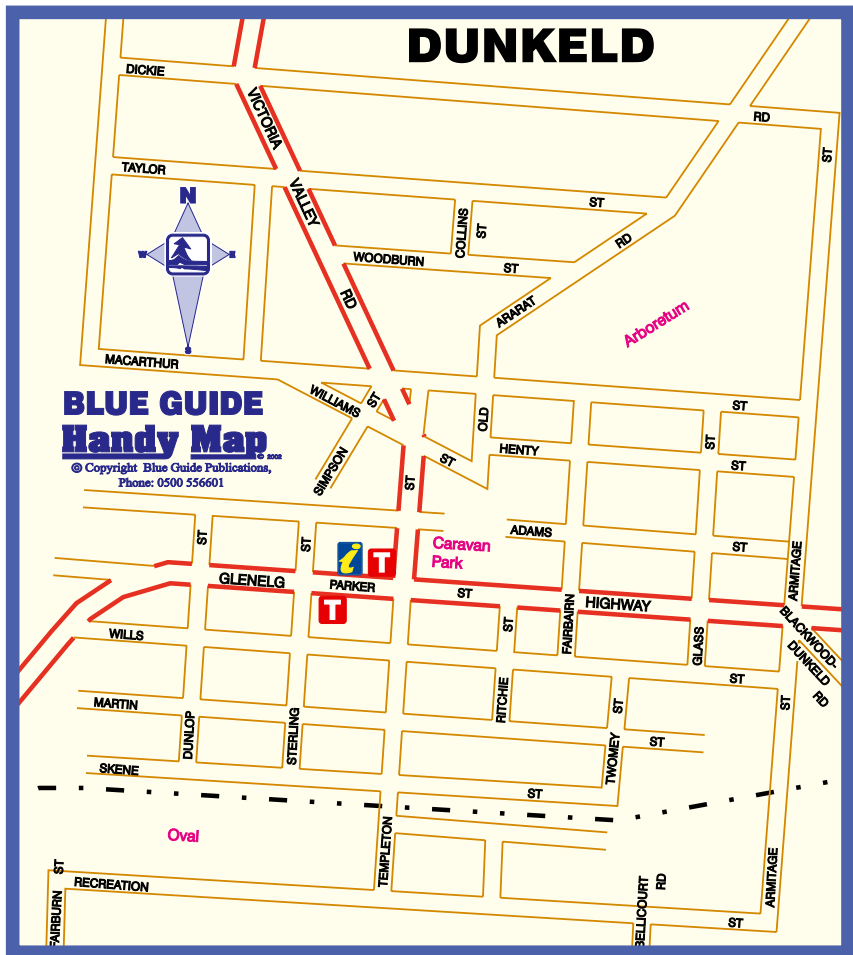 DUNKELD
DICKIE
RD
VICTORIA
VALLEY
RD
ST
TAYLOR
ST
N
W
E
S
COLLINS
ST
WOODBURN
ST
RD
ARARAT
Arboretum
MACARTHUR
ST
WILLIAMS
ST
BLUE GUIDE
Handy Map
© 2002
© Copyright Blue Guide Publications,
Phone: 0500 556601
SIMPSON
ST
OLD
HENTY
ST
ST
ST
ST
ADAMS
ST
Caravan
Park
ST
ST
i
T
GLENELG
PARKER
ST
HIGHWAY
T
FAIRBAIRN
ARMITAGE
BLACKWOOD-
DUNKELD
RD
WILLS
ST
GLASS
ST
ST
MARTIN
RITCHIE
ST
DUNLOP
STERLING
TWOMEY
ST
SKENE
ST
Oval
TEMPLETON
ST
FAIRBURN
RECREATION
BELLICOURT
RD
ARMITAGE
ST